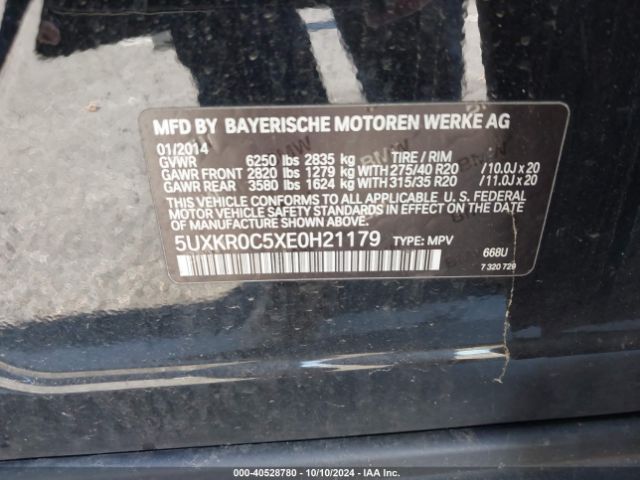 MFD BY BAYERISCHE MOTOREN WERKE AG
01/2014
GVWR 6250 lbs 2835 kg TIRE / RIM
GAWR FRONT 2820 lbs 1279 kg WITH 275/40 R20 / 10.0J x 20
GAWR REAR 3580 lbs 1624 kg WITH 315/35 R20 / 11.0J x 20
THIS VEHICLE CONFORMS TO ALL APPLICABLE U. S. FEDERAL
MOTOR VEHICLE SAFETY STANDARDS IN EFFECT ON THE DATE
OF MANUFACTURE SHOWN ABOVE.
5UXKR0C5XE0H21179 TYPE: MPV
668U
7 320 729
000-40528780 - 10/10/2024 - IAA Inc.